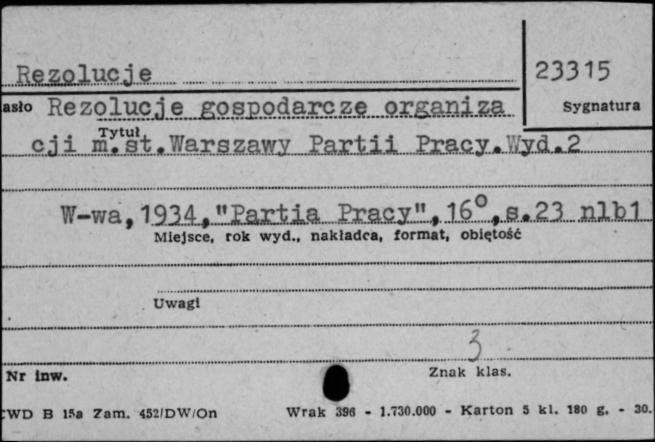 Rezolucje
23315
asło Rezolucje gospodarcze organiza
Sygnatura
Tytuł
cji m.st.Warszawy Partii Pracy.Wyd.2
W-wa,1934,"Partia Pracy",16°,s.23 nlb1
Miejsce, rok wyd., nakładca, format, objętość
Uwagi
3
Nr inw.
Znak klas.
CWD B 15a Zam. 452/DW/On Wrak 396 - 1.730.000 - Karton 5 kl. 180 g. - 30.